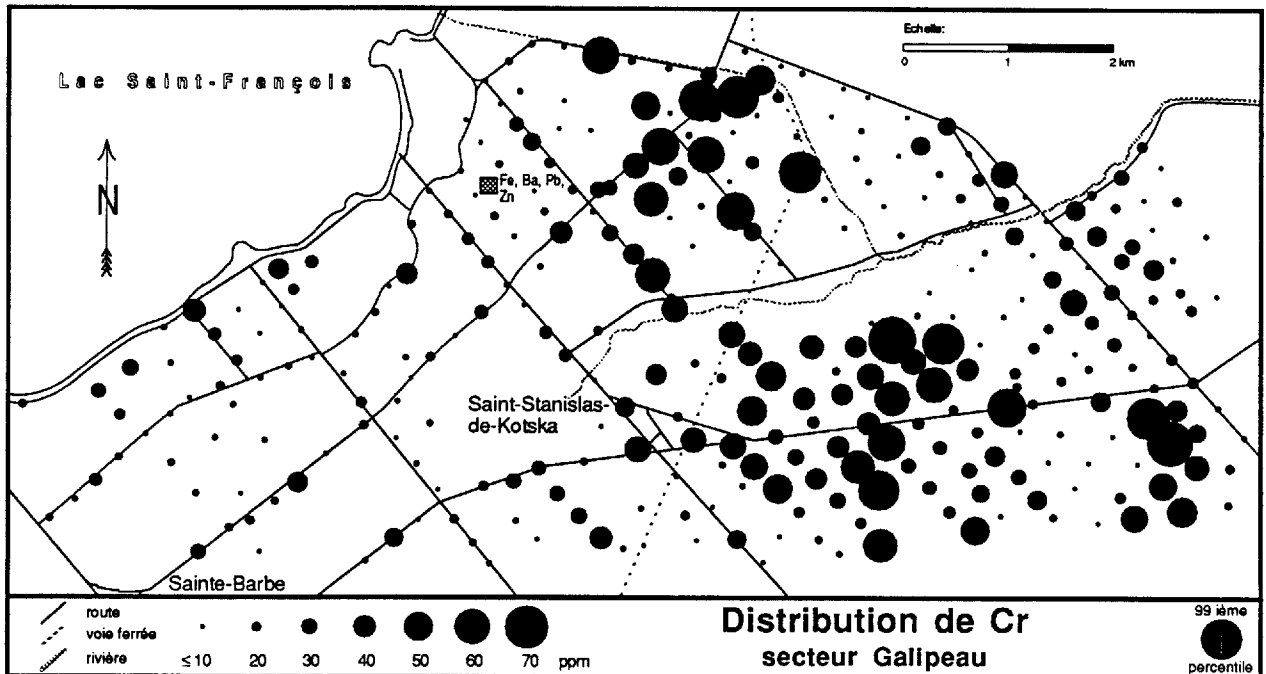 Echelle:
0 1 2 km
Lac Saint-François
N
Fe, Ba, Pb,
Zn
Saint-Stanislas-
de-Kotska
Sainte-Barbe
route
voie ferrée
rivière
≤10 20 30 40 50 60 70 ppm
Distribution de Cr
secteur Galipeau
99 ième
percentile